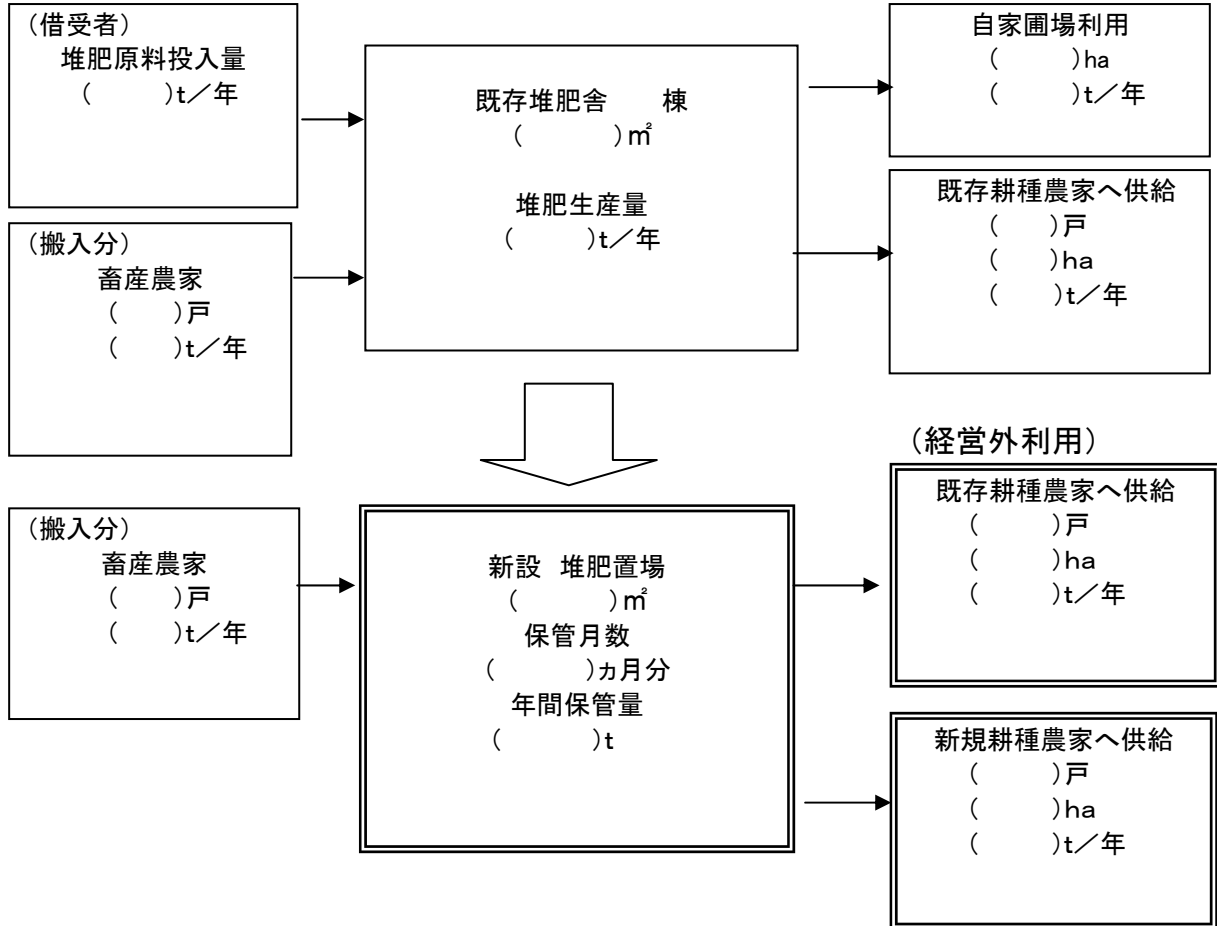 (借受者)
堆肥原料投入量
(　　　)t／年
(搬入分)
畜産農家
(　　)戸
(　　)t／年
既存堆肥舎　　棟
(　　　　)㎡
堆肥生産量
(　　　)t／年
自家圃場利用
(　　　)ha
(　　　)t／年
既存耕種農家へ供給
(　　　)戸
(　　　)ha
(　　　)t／年
(搬入分)
畜産農家
(　　)戸
(　　)t／年
新設　堆肥置場
(　　　　)㎡
保管月数
(　　　　)ヵ月分
年間保管量
(　　　　)t
(経営外利用)
既存耕種農家へ供給
(　　　)戸
(　　　)ha
(　　　)t／年
新規耕種農家へ供給
(　　　)戸
(　　　)ha
(　　　)t／年